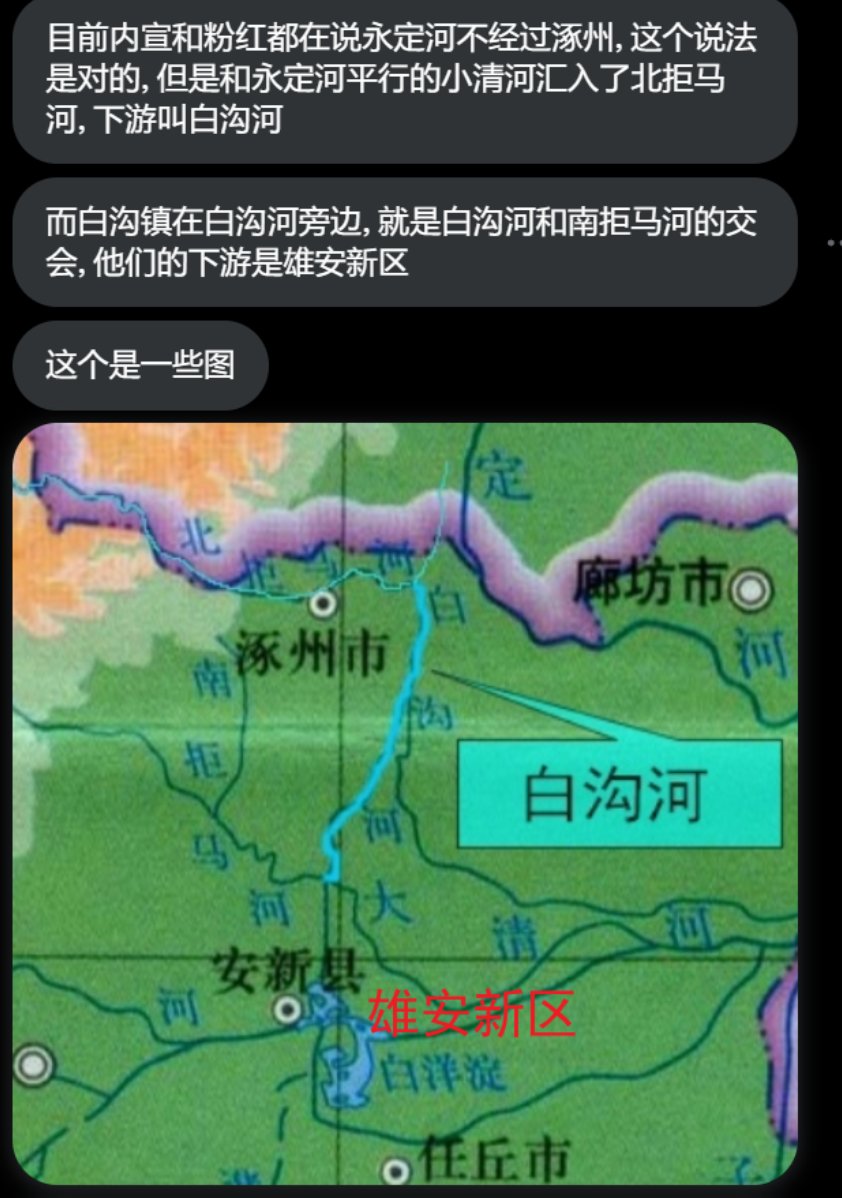 目前内宣和粉红都在说永定河不经过涿州, 这个说法
是对的, 但是和永定河平行的小清河汇入了北拒马
河, 下游叫白沟河
而白沟镇在白沟河旁边, 就是白沟河和南拒马河的交
会, 他们的下游是雄安新区
这个是一些图
定
北
拒 马 河
廊坊市
白
涿州市
河
南
沟
拒
白沟河
河
马
河
大
清
河
安新县
河
雄安新区
白洋淀
任丘市
子